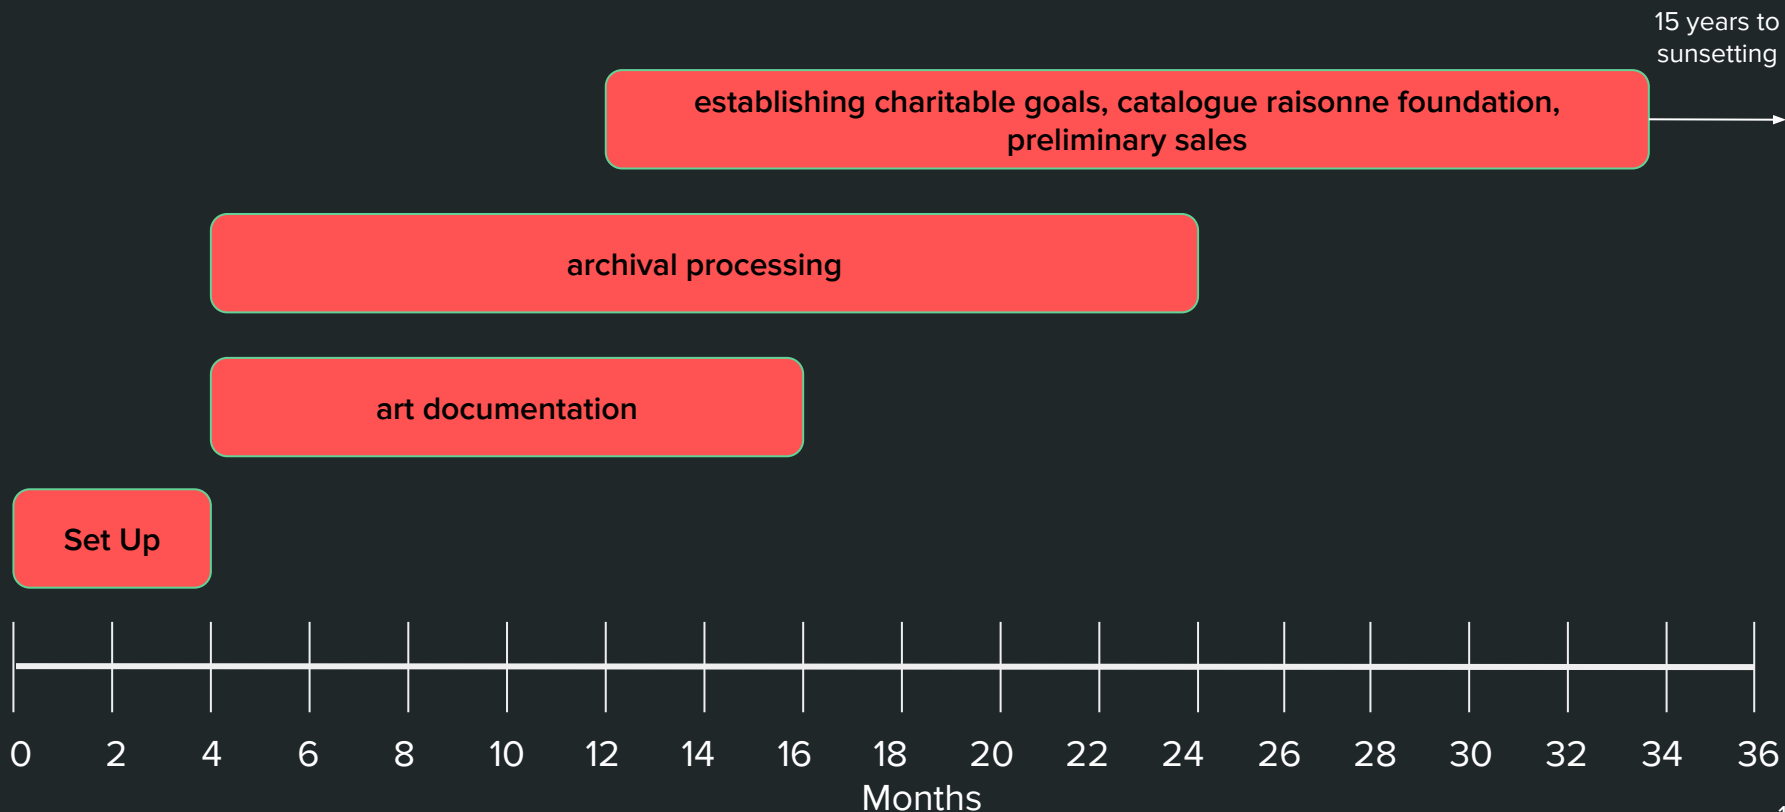 15 years to
sunsetting
establishing charitable goals, catalogue raisonne foundation,
preliminary sales
archival processing
art documentation
Set Up
0 2 4 6 8 10 12 14 16 18 20 22 24 26 28 30 32 34 36
Months